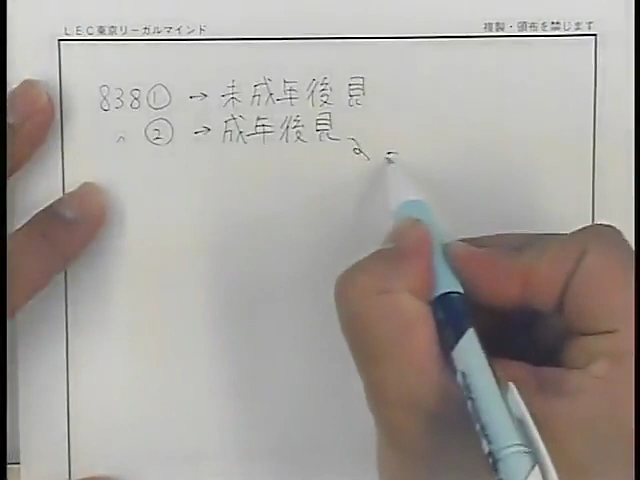 LEC東京リーガルマインド
複製・頒布を禁じます
838① → 未成年後見
〃 ② → 成年後見